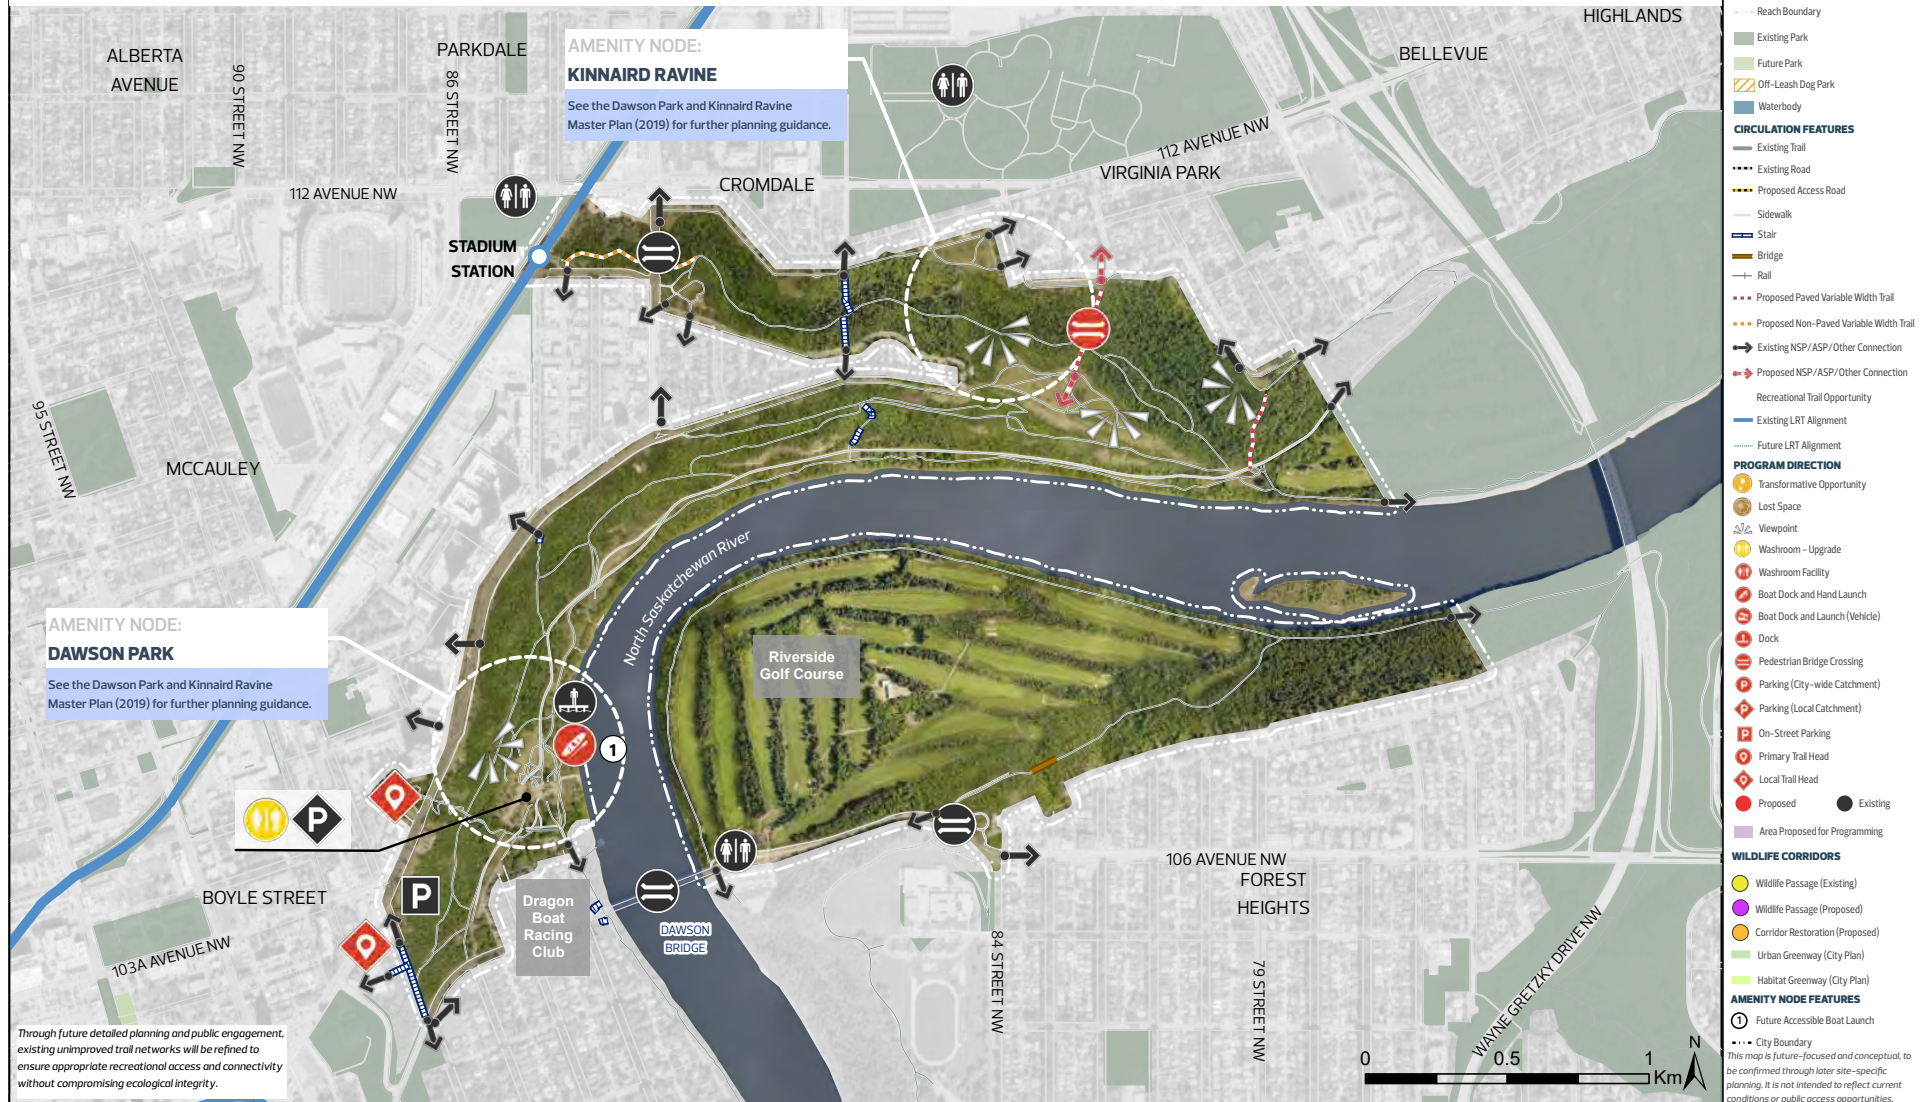 HIGHLANDS
ALBERTA
AVENUE
PARKDALE
BELLEVUE
90 STREET NW
86 STREET NW
AMENITY NODE:
KINNAIRD RAVINE
See the Dawson Park and Kinnaird Ravine
Master Plan (2019) for further planning guidance.
112 AVENUE NW
VIRGINIA PARK
CROMDALE
112 AVENUE NW
STADIUM
STATION
95 STREET NW
MCCAULEY
North Saskatchewan River
AMENITY NODE:
DAWSON PARK
See the Dawson Park and Kinnaird Ravine
Master Plan (2019) for further planning guidance.
Riverside
Golf Course
1
P
P
BOYLE STREET
Dragon
Boat
Racing
Club
DAWSON
BRIDGE
106 AVENUE NW
FOREST
HEIGHTS
103A AVENUE NW
84 STREET NW
79 STREET NW
WAYNE GRETZKY DRIVE NW
Through future detailed planning and public engagement,
existing unimproved trail networks will be refined to
ensure appropriate recreational access and connectivity
without compromising ecological integrity.
0 0.5 1
Km
N
Reach Boundary
Existing Park
Future Park
Off-Leash Dog Park
Waterbody
CIRCULATION FEATURES
Existing Trail
Existing Road
Proposed Access Road
Sidewalk
Stair
Bridge
Rail
Proposed Paved Variable Width Trail
Proposed Non-Paved Variable Width Trail
Existing NSP/ASP/Other Connection
Proposed NSP/ASP/Other Connection
Recreational Trail Opportunity
Existing LRT Alignment
Future LRT Alignment
PROGRAM DIRECTION
Transformative Opportunity
Lost Space
Viewpoint
Washroom - Upgrade
Washroom Facility
Boat Dock and Hand Launch
Boat Dock and Launch (Vehicle)
Dock
Pedestrian Bridge Crossing
P Parking (City-wide Catchment)
P Parking (Local Catchment)
P On-Street Parking
Primary Trail Head
Local Trail Head
Proposed Existing
Area Proposed for Programming
WILDLIFE CORRIDORS
Wildlife Passage (Existing)
Wildlife Passage (Proposed)
Corridor Restoration (Proposed)
Urban Greenway (City Plan)
Habitat Greenway (City Plan)
AMENITY NODE FEATURES
1 Future Accessible Boat Launch
City Boundary
This map is future-focused and conceptual, to
be confirmed through later site-specific
planning. It is not intended to reflect current
conditions or public access opportunities.